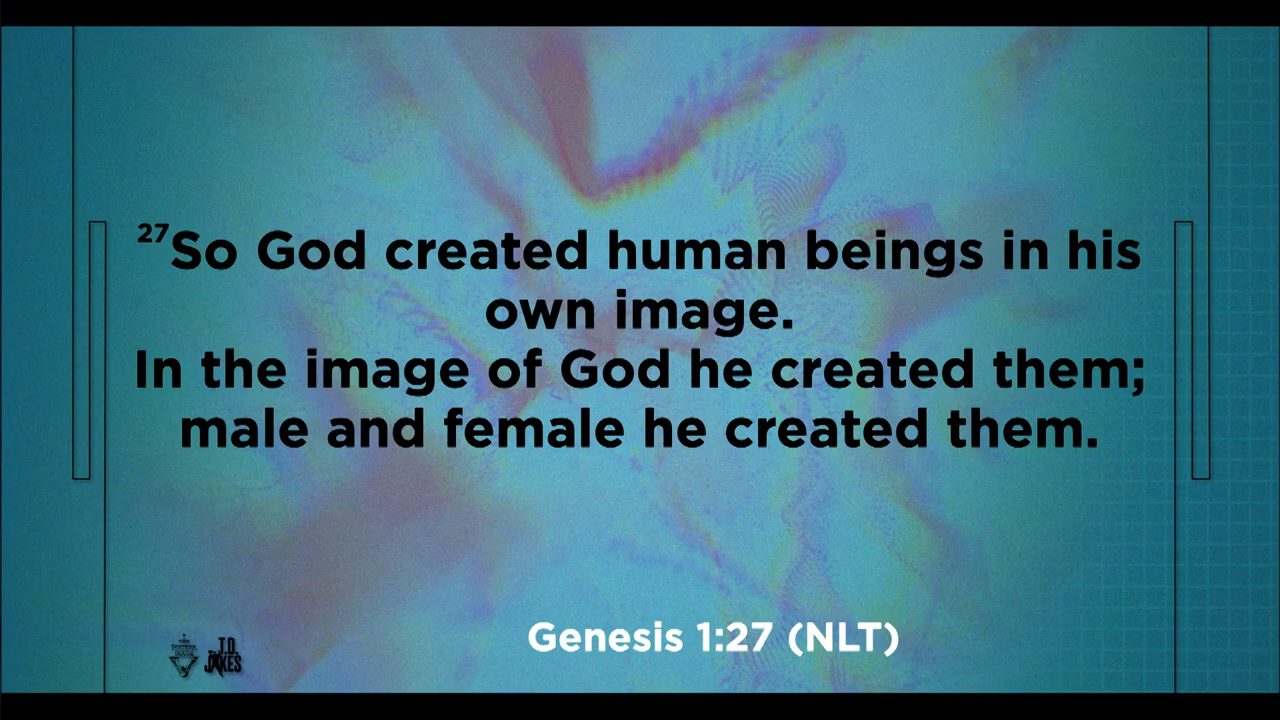 27So God created human beings in his
own image.
In the image of God he created them;
male and female he created them.
Genesis 1:27 (NLT)
T.D.
JAKES